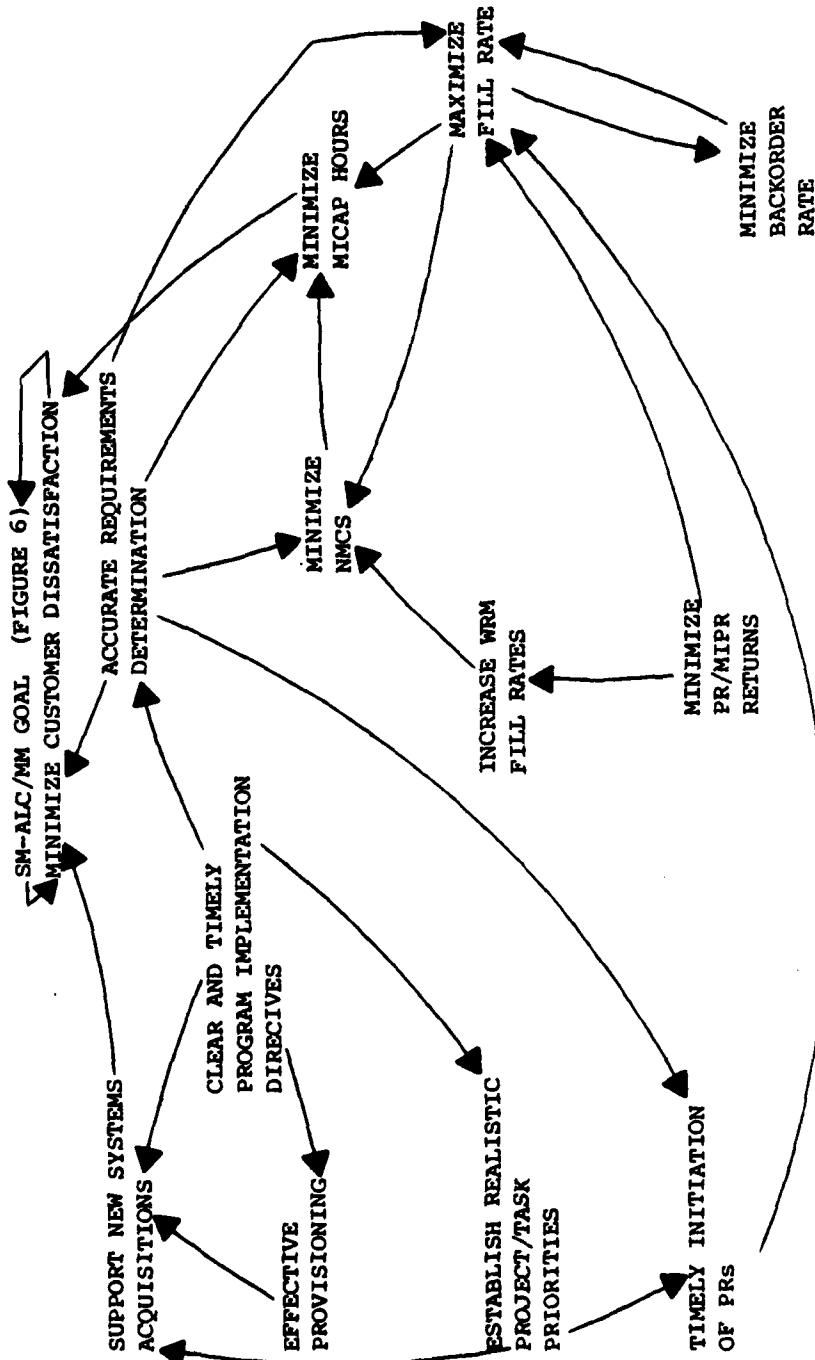 SM-ALC/MM GOAL (FIGURE 6)
MINIMIZE CUSTOMER DISSATISFACTION
SUPPORT NEW SYSTEMS
ACQUISITIONS
ACCURATE REQUIREMENTS
DETERMINATION
CLEAR AND TIMELY
PROGRAM IMPLEMENTATION
DIRECIVES
EFFECTIVE
PROVISIONING
MINIMIZE
NMCS
MINIMIZE
MICAP HOURS
MAXIMIZE
FILL RATE
ESTABLISH REALISTIC
PROJECT/TASK
PRIORITIES
INCREASE WRM
FILL RATES
TIMELY INITIATION
OF PRs
MINIMIZE
PR/MIPR
RETURNS
MINIMIZE
BACKORDER
RATE